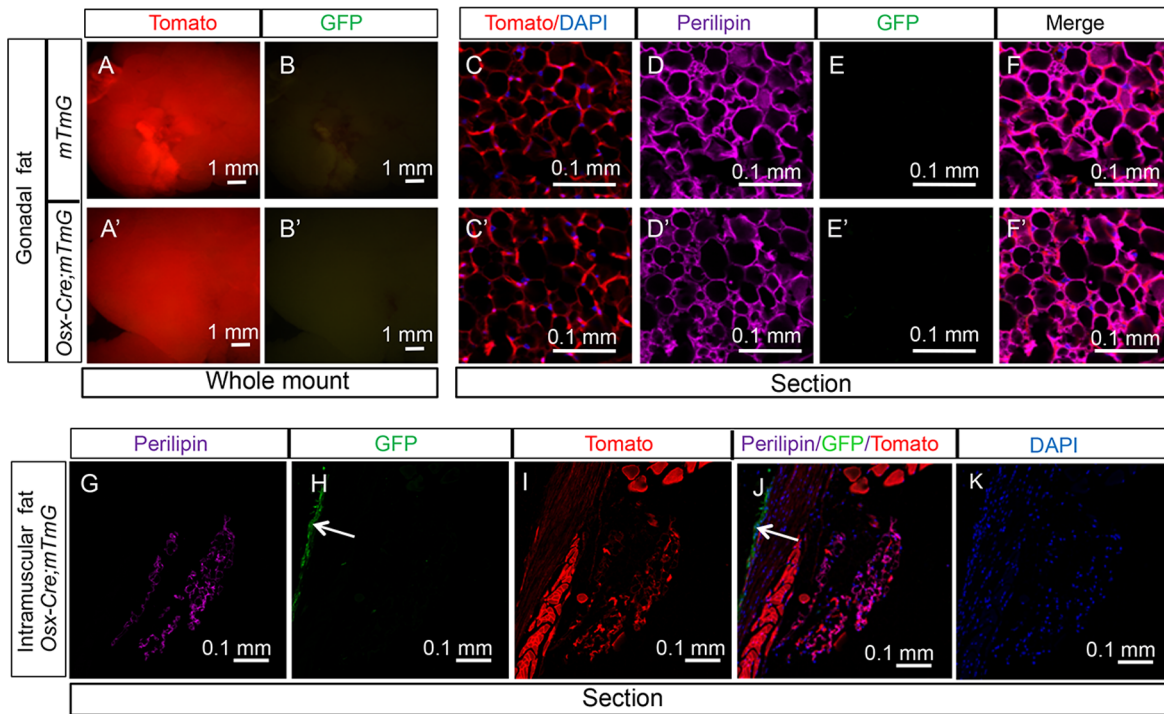 Tomato GFP Tomato/DAPI Perilipin GFP Merge
Gonadal fat
mTmG
A B C D E F
1 mm 1 mm 0.1 mm 0.1 mm 0.1 mm 0.1 mm
Osx-Cre;mTmG
A' B' C' D' E' F'
1 mm 1 mm 0.1 mm 0.1 mm 0.1 mm 0.1 mm
Whole mount Section
Perilipin GFP Tomato Perilipin/GFP/Tomato DAPI
Intramuscular fat
Osx-Cre;mTmG
G H I J K
0.1 mm 0.1 mm 0.1 mm 0.1 mm 0.1 mm
Section